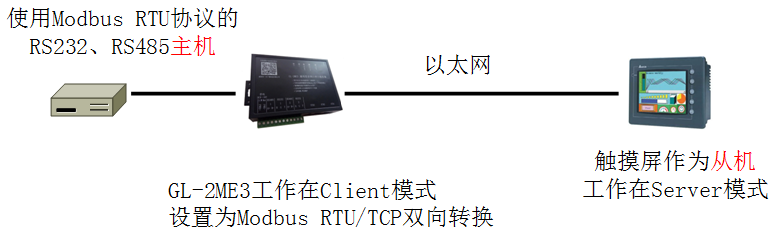 使用Modbus RTU协议的
RS232、RS485主机
以太网
GL-2ME3工作在Client模式
设置为Modbus RTU/TCP双向转换
触摸屏作为从机
工作在Server模式